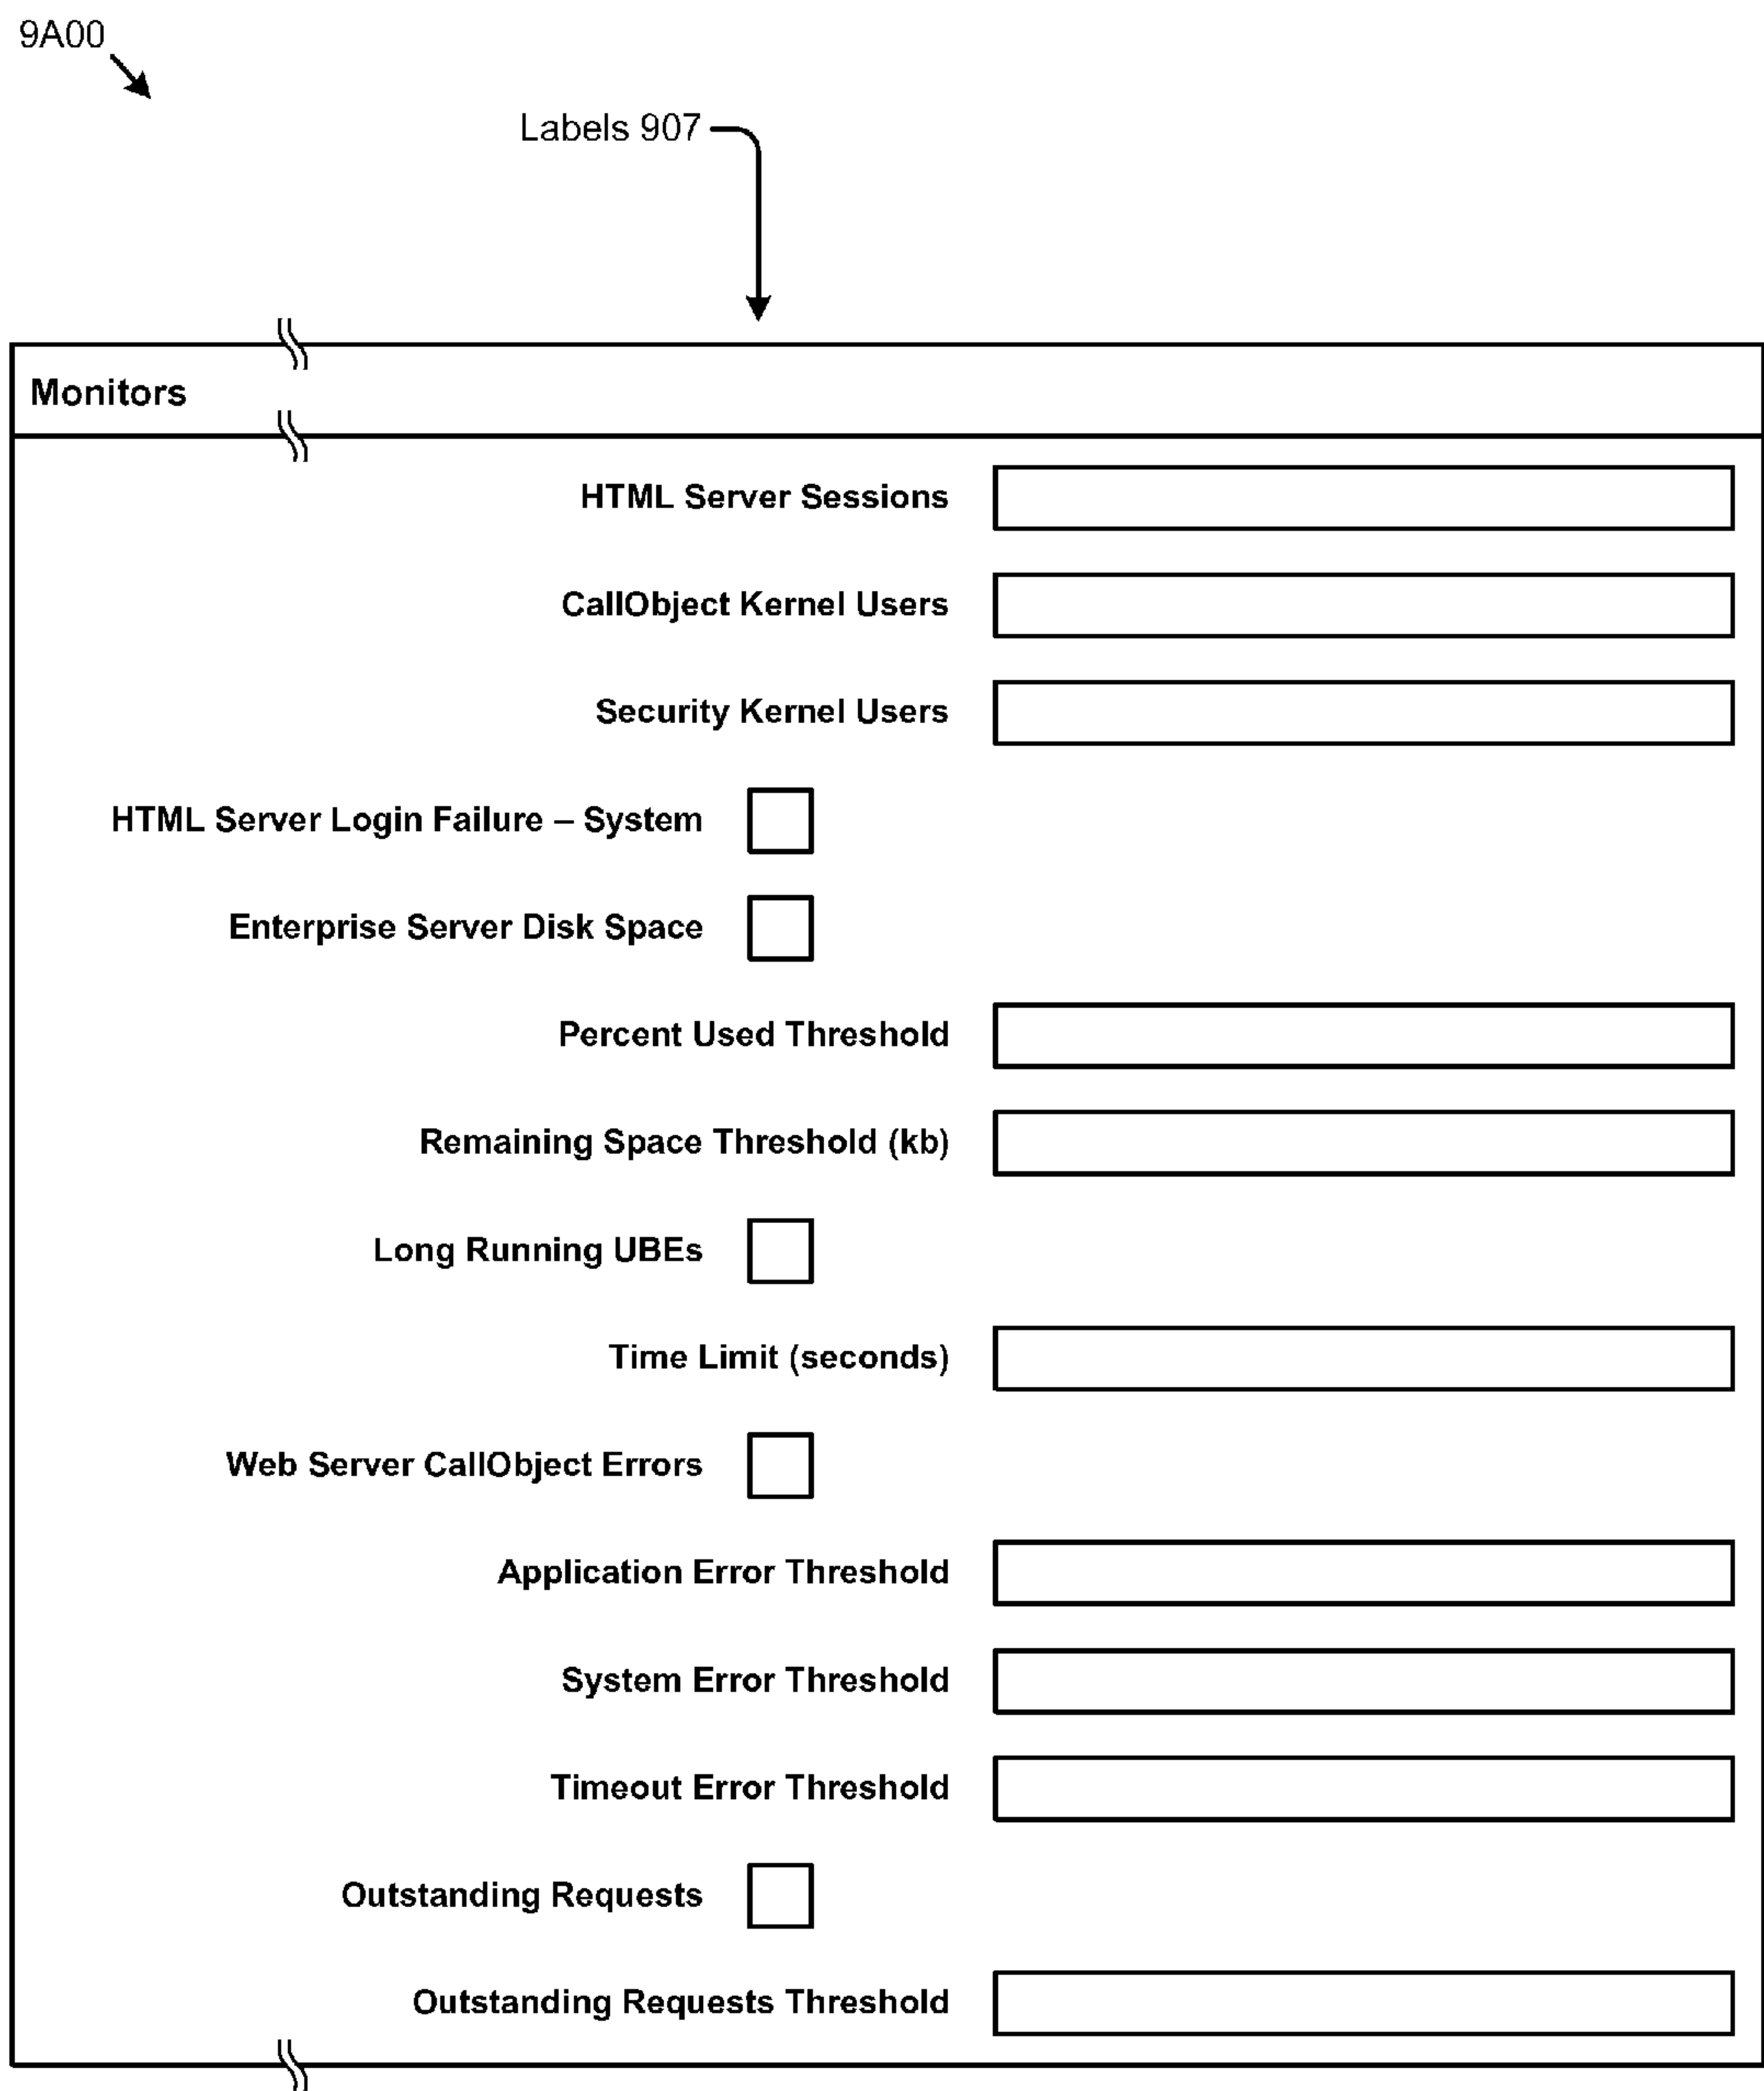 9A00
Labels 907
Monitors
HTML Server Sessions
CallObject Kernel Users
Security Kernel Users
HTML Server Login Failure – System
Enterprise Server Disk Space
Percent Used Threshold
Remaining Space Threshold (kb)
Long Running UBEs
Time Limit (seconds)
Web Server CallObject Errors
Application Error Threshold
System Error Threshold
Timeout Error Threshold
Outstanding Requests
Outstanding Requests Threshold